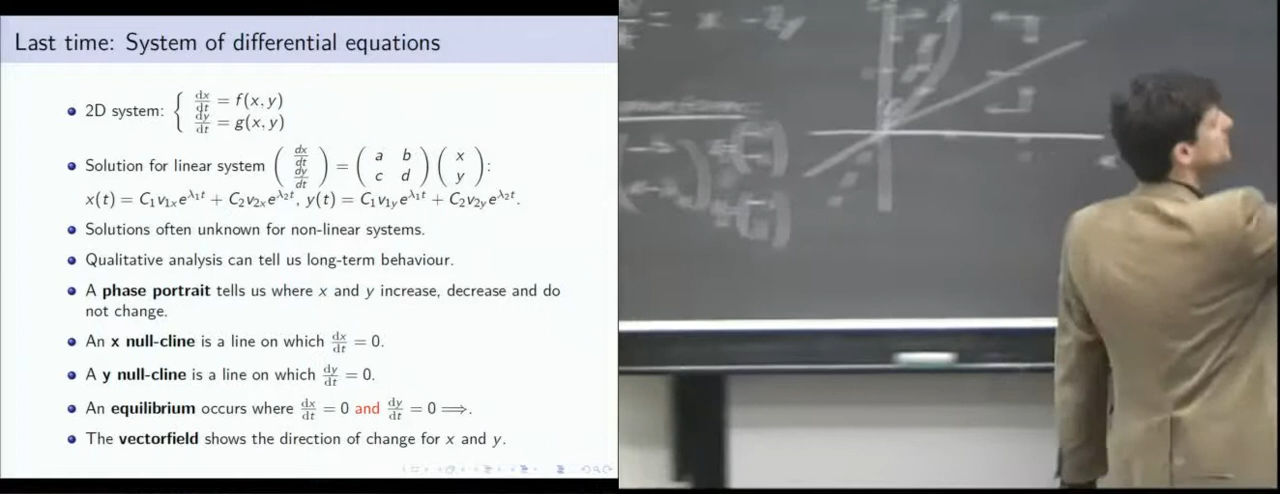 Last time: System of differential equations
2D system: { dx/dt = f(x, y)
dy/dt = g(x, y)
Solution for linear system ( dx/dt dy/dt ) = ( a b c d ) ( x y ):
x(t) = C₁v₁ₓe^λ₁t + C₂v₂ₓe^λ₂t, y(t) = C₁v₁ᵧe^λ₁t + C₂v₂ᵧe^λ₂t.
Solutions often unknown for non-linear systems.
Qualitative analysis can tell us long-term behaviour.
A phase portrait tells us where x and y increase, decrease and do
not change.
An x null-cline is a line on which dx/dt = 0.
A y null-cline is a line on which dy/dt = 0.
An equilibrium occurs where dx/dt = 0 and dy/dt = 0 ⟹.
The vectorfield shows the direction of change for x and y.